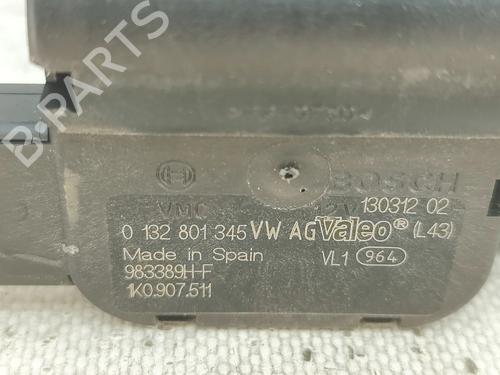 BOSCH
VMC 12V 130312 02
0 132 801 345 VW AG Valeo® (L43)
Made in Spain VL1 964
983389H-F
1K0.907.511
B-PARTS